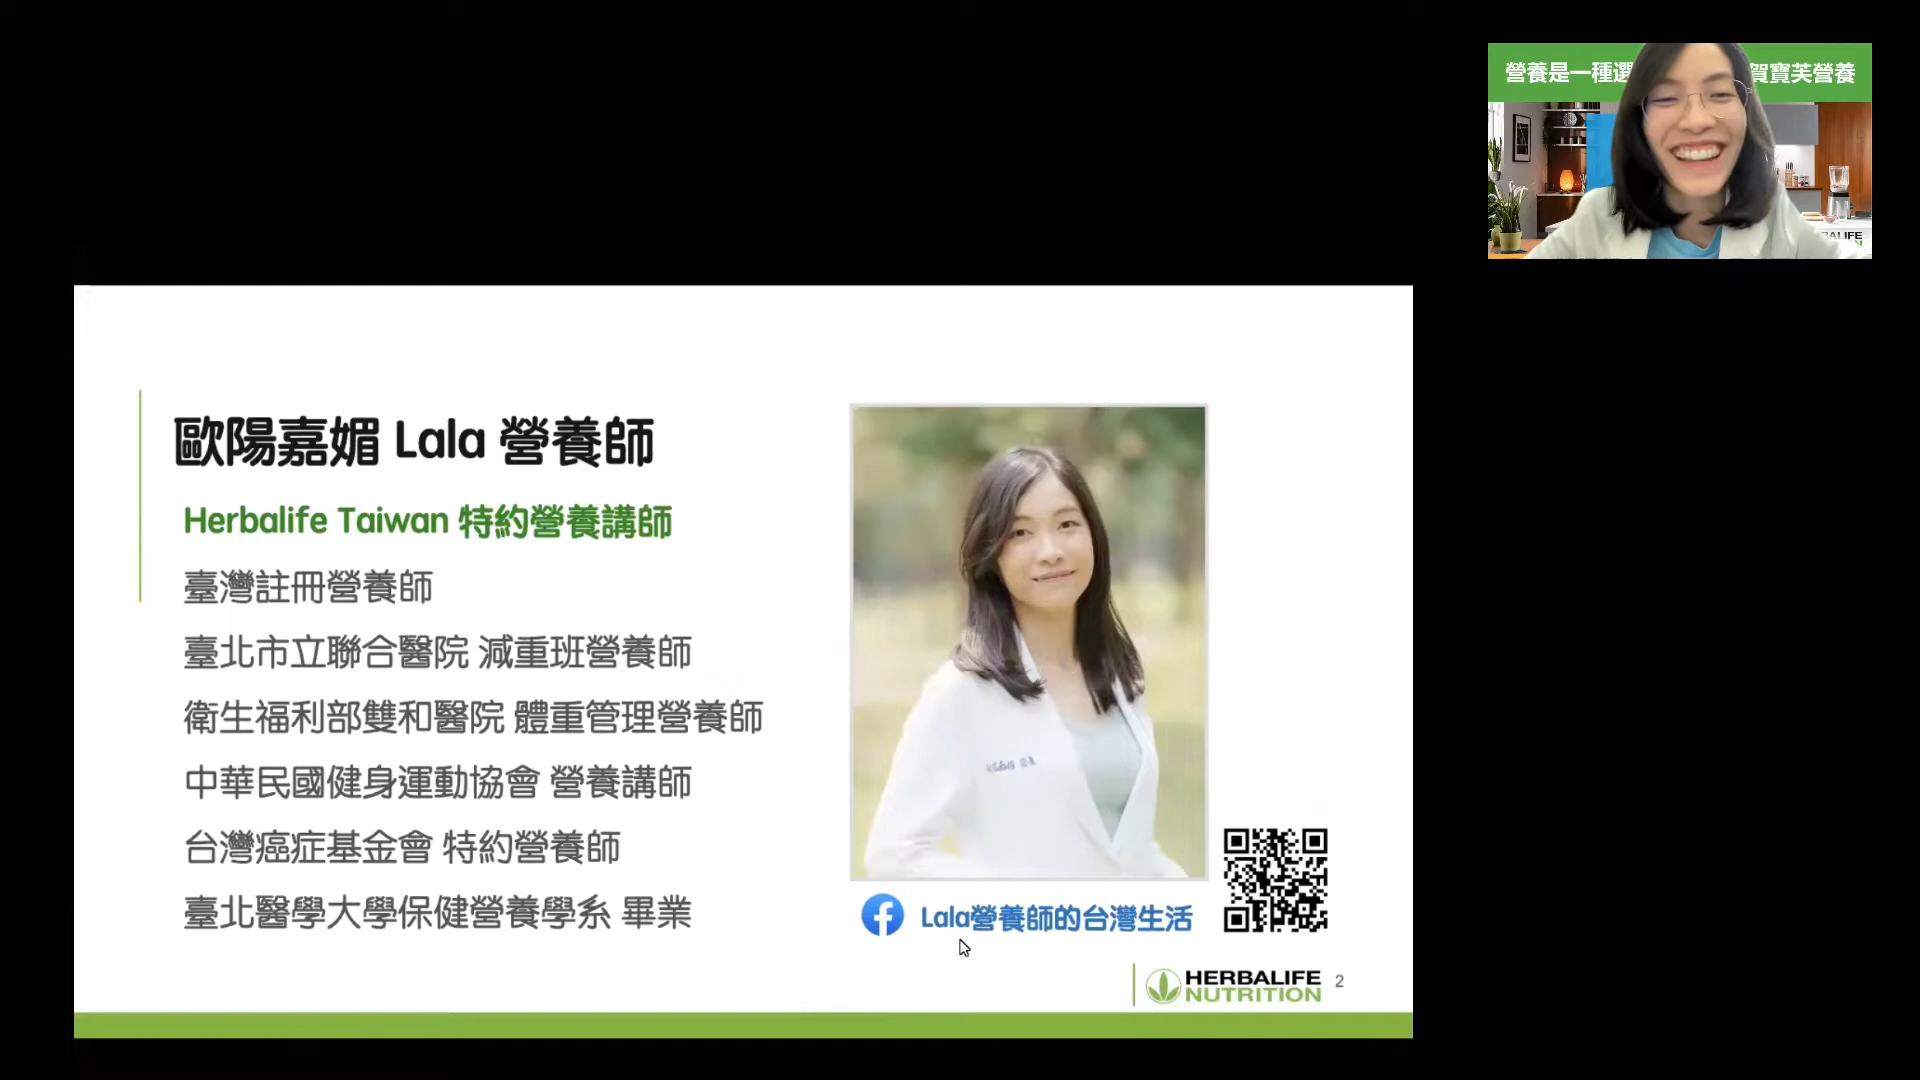 營養是一種選
賀寶芙營養
歐陽嘉媚 Lala 營養師
Herbalife Taiwan 特約營養講師
臺灣註冊營養師
臺北市立聯合醫院 減重班營養師
衛生福利部雙和醫院 體重管理營養師
中華民國健身運動協會 營養講師
台灣癌症基金會 特約營養師
臺北醫學大學保健營養學系 畢業
Lala營養師的台灣生活
HERBALIFE
NUTRITION
2